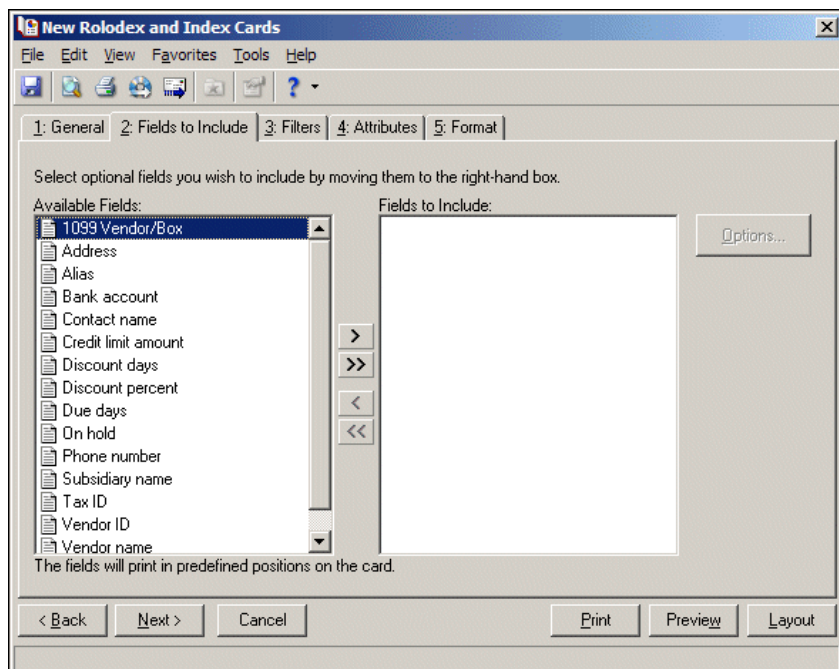 New Rolodex and Index Cards
File Edit View Favorites Tools Help
?
1: General 2: Fields to Include 3: Filters 4: Attributes 5: Format
Select optional fields you wish to include by moving them to the right-hand box.
Available Fields: Fields to Include:
1099 Vendor/Box
Options...
Address
Alias
Bank account
Contact name
Credit limit amount
>
Discount days
>>
Discount percent
Due days
<
On hold
<<
Phone number
Subsidiary name
Tax ID
Vendor ID
Vendor name
The fields will print in predefined positions on the card.
< Back Next > Cancel Print Preview Layout